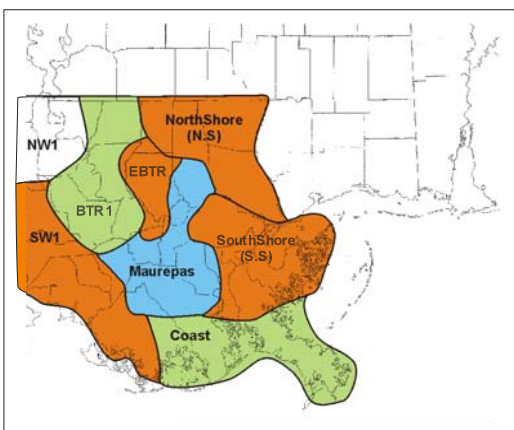 NorthShore
(N.S)
NW1
EBTR
BTR1
SW1
SouthShore
(S.S)
Maurepas
Coast